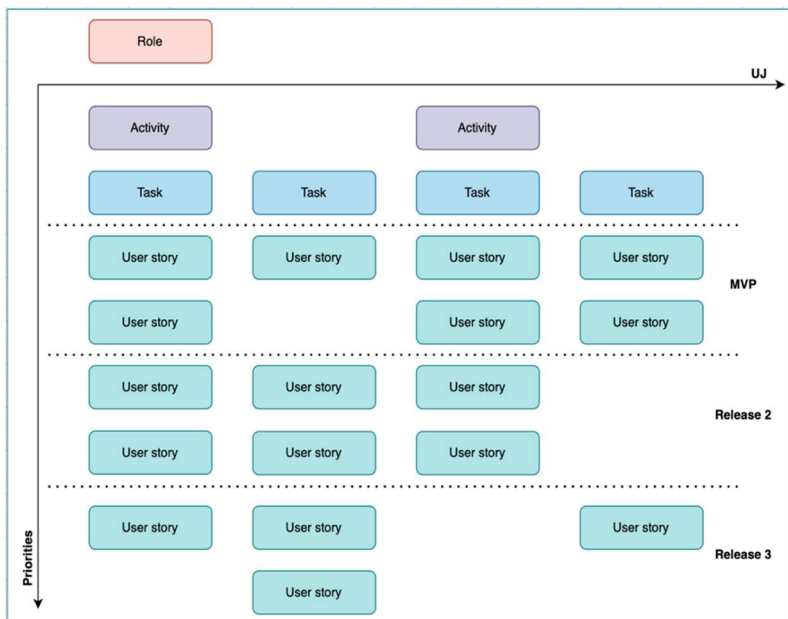 Role
UJ
Activity
Activity
Task
Task
Task
Task
User story
User story
User story
User story
MVP
User story
User story
User story
User story
User story
User story
Release 2
User story
User story
User story
User story
User story
User story
Release 3
Priorities
User story